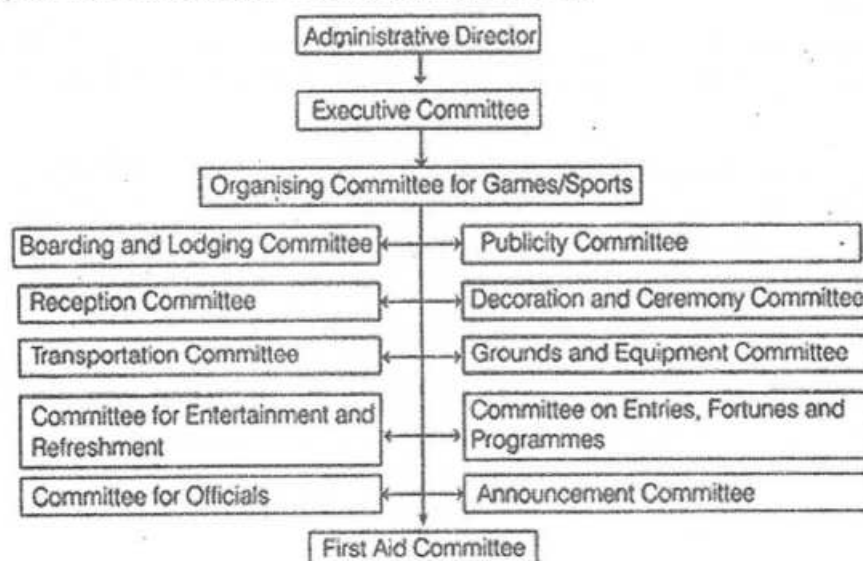 Administrative Director
Executive Committee
Organising Committee for Games/Sports
Boarding and Lodging Committee
Publicity Committee
Reception Committee
Decoration and Ceremony Committee
Transportation Committee
Grounds and Equipment Committee
Committee for Entertainment and
Refreshment
Committee on Entries, Fortunes and
Programmes
Committee for Officials
Announcement Committee
First Aid Committee